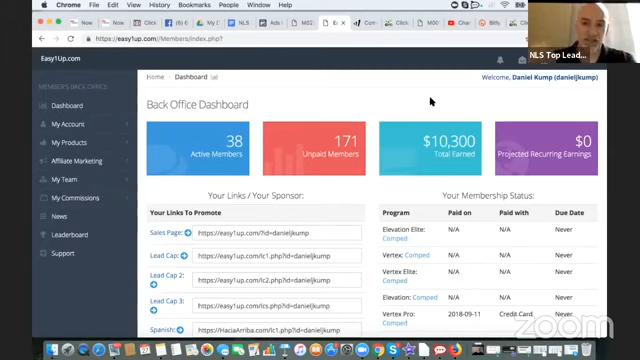 Chrome File Edit View History Bookmarks People Window Help
https://easy1up.com/Members/index.php?
Easy1Up.com
NLS Top Lead...
MEMBER'S BACK OFFICE
Dashboard
My Account
My Products
Affiliate Marketing
My Team
My Commissions
News
Leaderboard
Support
Home Dashboard
Welcome, Daniel Kump (danieljkump)
Back Office Dashboard
38
Active Members
171
Unpaid Members
$10,300
Total Earned
$0
Projected Recurring Earnings
Your Links / Your Sponsor:
Your Links To Promote
Sales Page: https://easy1up.com/?id=danieljkump
Lead Cap: https://easy1up.com/lc1.php?id=danieljkump
Lead Cap 2: https://easy1up.com/lc2.php?id=danieljkump
Lead Cap 3: https://easy1up.com/lcs.php?id=danieljkump
Spanish: https://HaciaArriba.com/lc1.php?id=danieljkump
Your Membership Status:
Program Paid on Paid with Due Date
Elevation Elite: Comped N/A N/A Never
Vertex: Comped N/A N/A Never
Vertex Elite: Comped N/A N/A Never
Elevation: Comped N/A N/A Never
Vertex Pro: Comped 2018-09-11 Credit Card Never
zoom